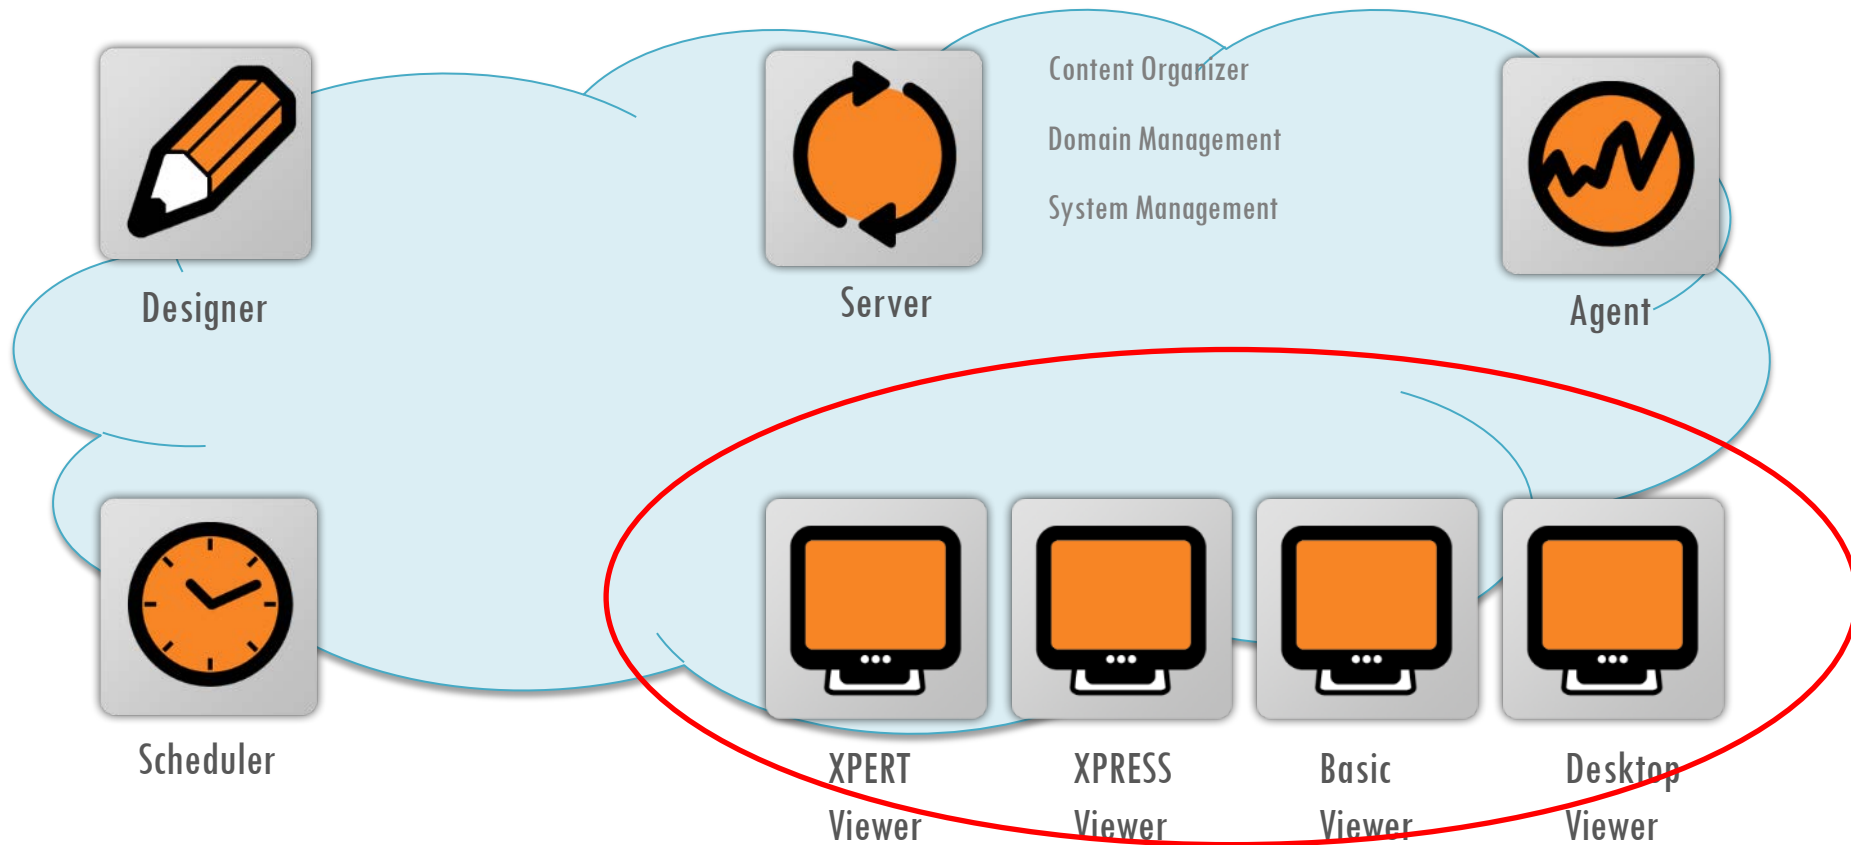 Content Organizer
Domain Management
System Management
Designer
Server
Agent
Scheduler
XPERT
Viewer
XPRESS
Viewer
Basic
Viewer
Desktop
Viewer